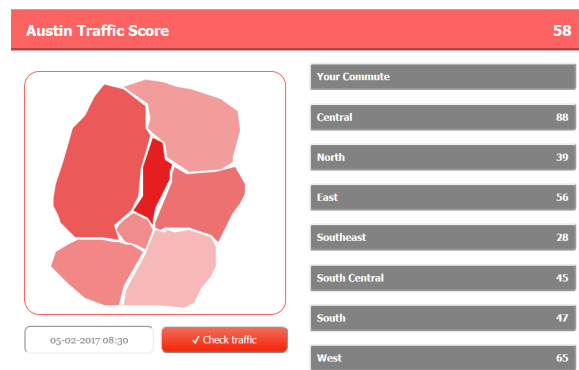 Austin Traffic Score 58
Your Commute
Central 88
North 39
East 56
Southeast 28
South Central 45
South 47
West 65
05-02-2017 08:30
✓ Check traffic